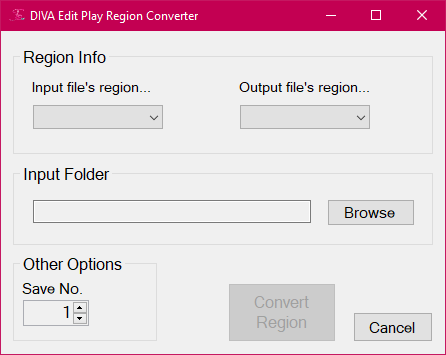 DIVA Edit Play Region Converter
Region Info
Input file's region...
Output file's region...
Input Folder
Browse
Other Options
Save No.
1
Convert
Region
Cancel